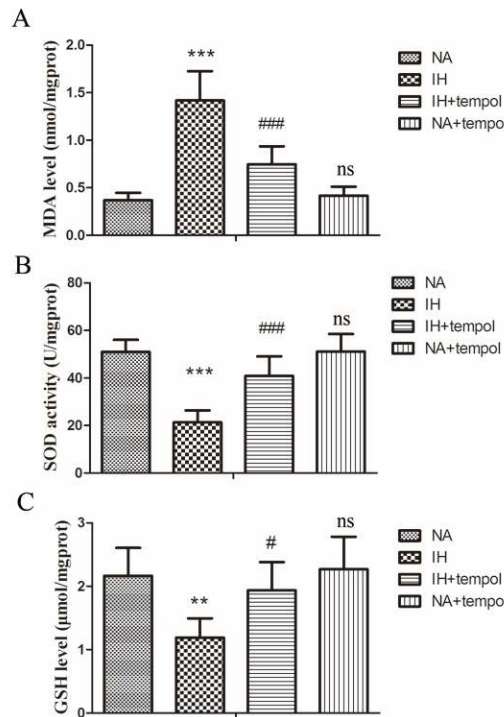 A
MDA level (nmol/mgprot)
2.0
1.5
1.0
0.5
0.0
***
###
ns
NA
IH
IH+tempol
NA+tempo
B
SOD activity (U/mgprot)
80
60
40
20
0
***
###
ns
NA
IH
IH+tempol
NA+tempol
C
GSH level (μmol/mgprot)
3
2
1
0
**
#
ns
NA
IH
IH+tempol
NA+tempo